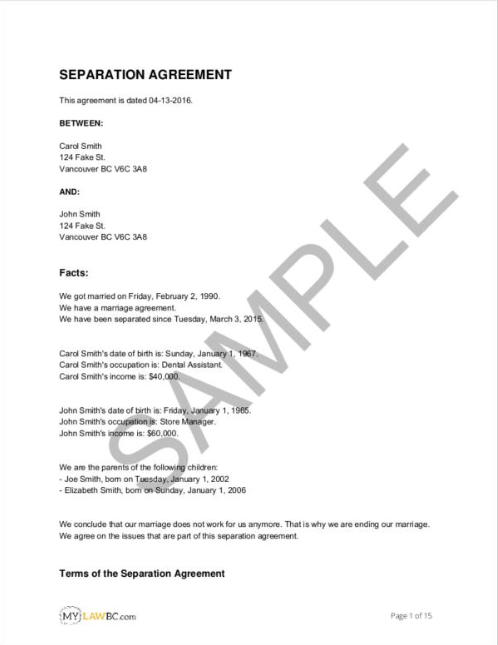 SEPARATION AGREEMENT
This agreement is dated 04-13-2016.
BETWEEN:
Carol Smith
124 Fake St.
Vancouver BC V6C 3A8
AND:
John Smith
124 Fake St.
Vancouver BC V6C 3A8
Facts:
We got married on Friday, February 2, 1990.
We have a marriage agreement.
We have been separated since Tuesday, March 3, 2015.
Carol Smith's date of birth is: Sunday, January 1, 1967.
Carol Smith's occupation is: Dental Assistant.
Carol Smith's income is: $40,000.
John Smith's date of birth is: Friday, January 1, 1965.
John Smith's occupation is: Store Manager.
John Smith's income is: $60,000.
We are the parents of the following children:
- Joe Smith, born on Tuesday, January 1, 2002
- Elizabeth Smith, born on Sunday, January 1, 2006
We conclude that our marriage does not work for us anymore. That is why we are ending our marriage.
We agree on the issues that are part of this separation agreement.
Terms of the Separation Agreement
MYLAWBC.com
Page 1 of 15
SAMPLE